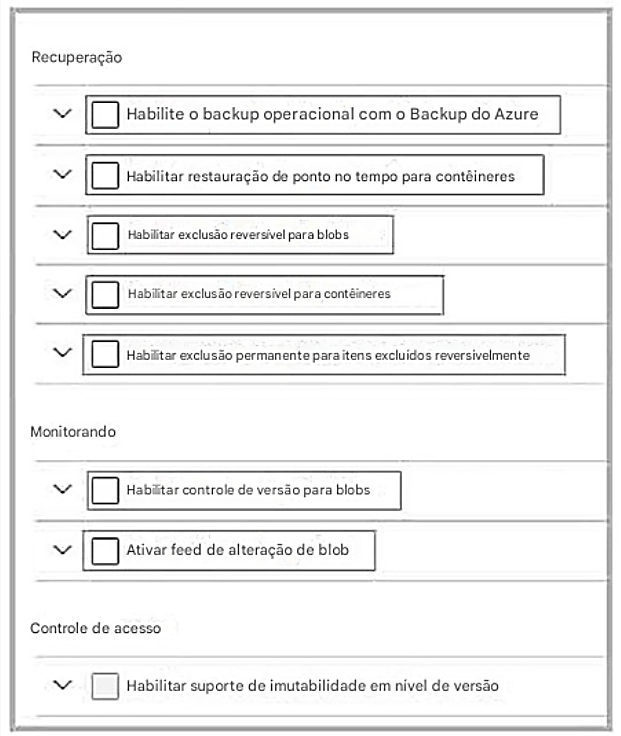 Recuperação
Habilite o backup operacional com o Backup do Azure
Habilitar restauração de ponto no tempo para contêineres
Habilitar exclusão reversível para blobs
Habilitar exclusão reversível para contêineres
Habilitar exclusão permanente para itens excluídos reversivelmente
Monitorando
Habilitar controle de versão para blobs
Ativar feed de alteração de blob
Controle de acesso
Habilitar suporte de imutabilidade em nível de versão